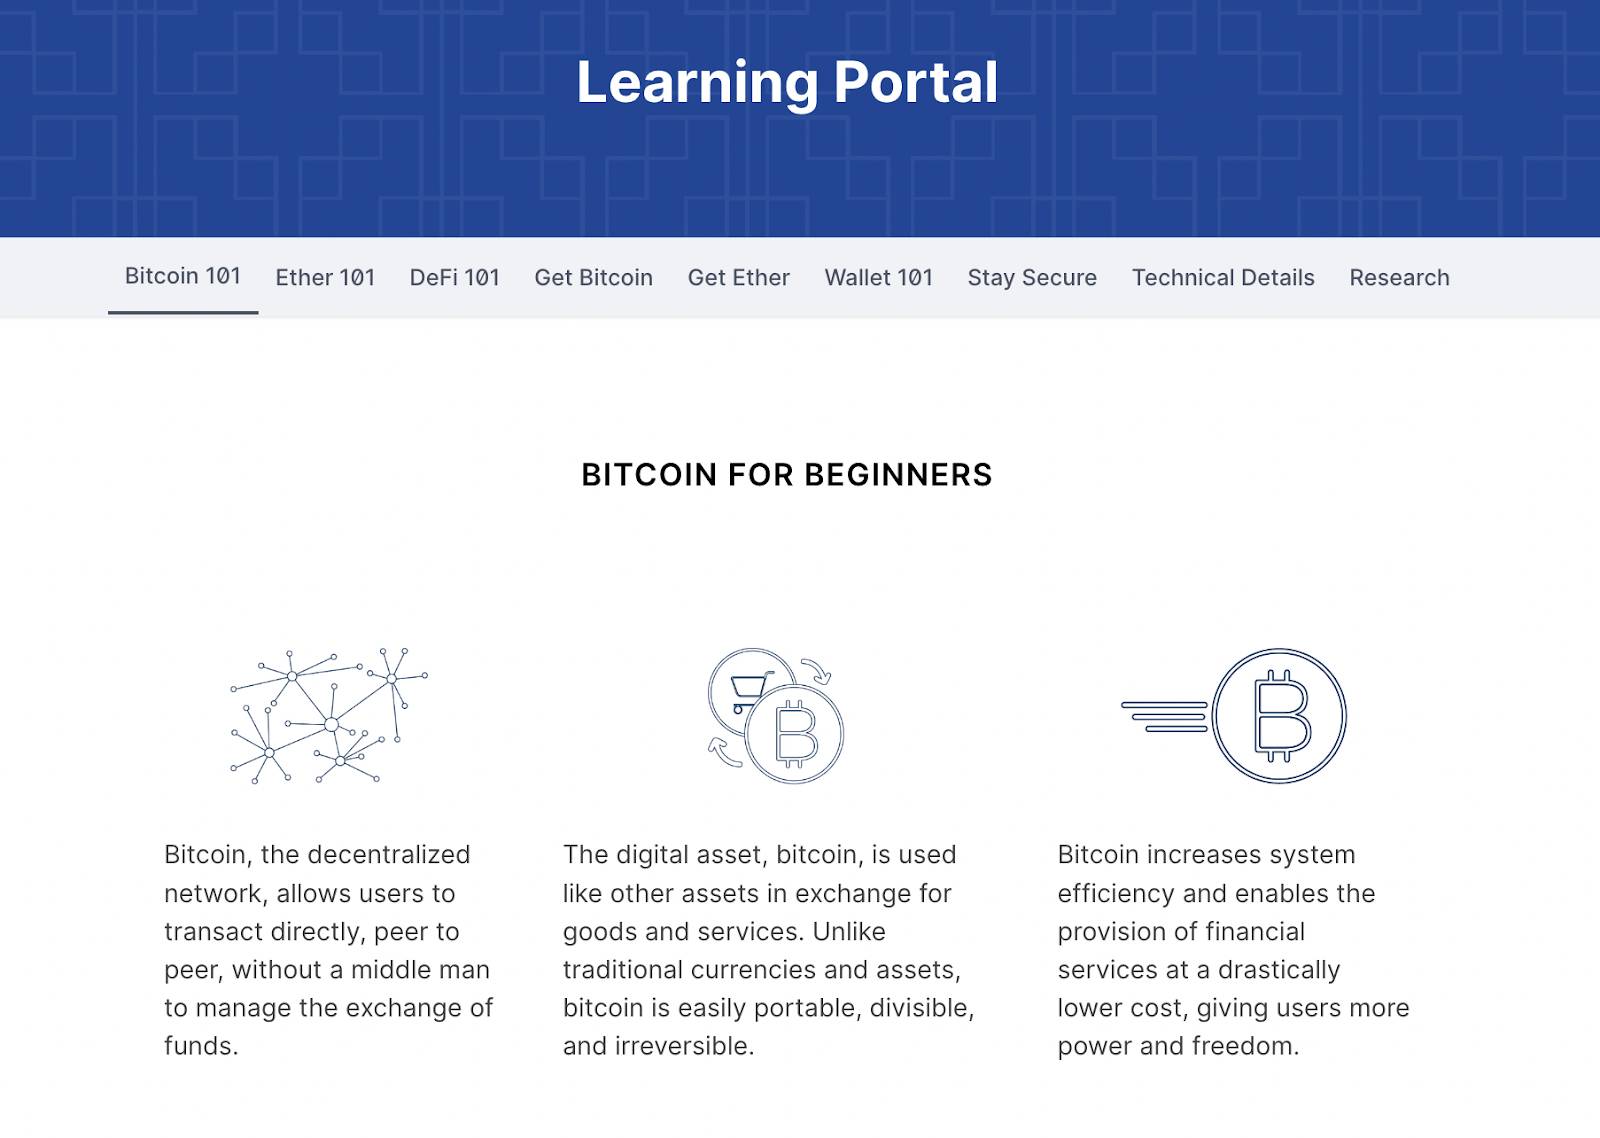 Learning Portal
Bitcoin 101 Ether 101 DeFi 101 Get Bitcoin Get Ether Wallet 101 Stay Secure Technical Details Research
BITCOIN FOR BEGINNERS
Bitcoin, the decentralized
network, allows users to
transact directly, peer to
peer, without a middle man
to manage the exchange of
funds.
The digital asset, bitcoin, is used
like other assets in exchange for
goods and services. Unlike
traditional currencies and assets,
bitcoin is easily portable, divisible,
and irreversible.
Bitcoin increases system
efficiency and enables the
provision of financial
services at a drastically
lower cost, giving users more
power and freedom.